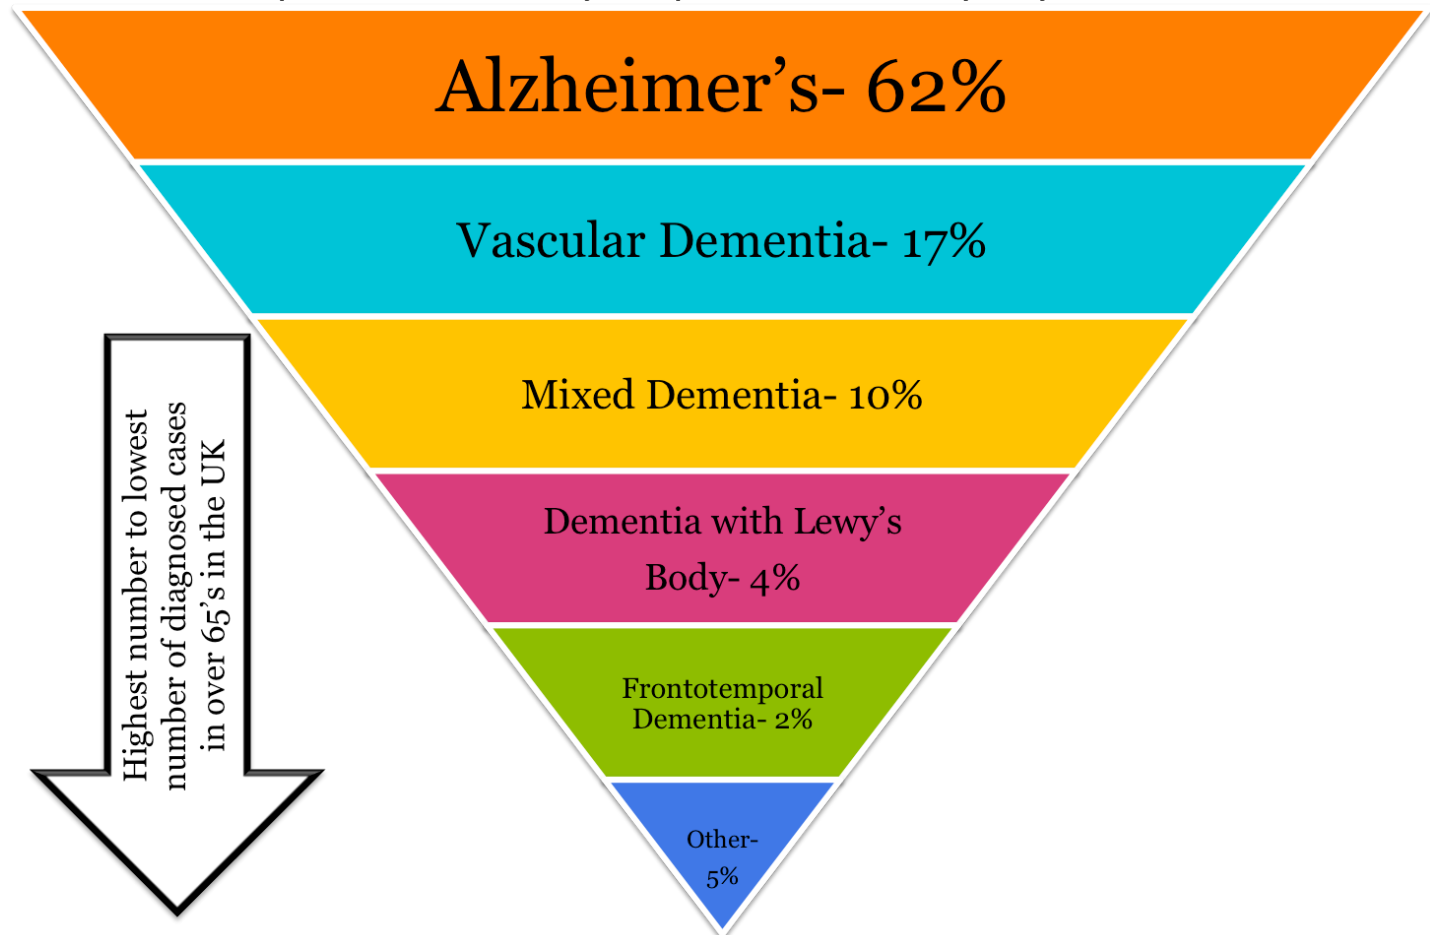 Alzheimer’s- 62%
Vascular Dementia- 17%
Mixed Dementia- 10%
Dementia with Lewy’s
Body- 4%
Frontotemporal
Dementia- 2%
Other-
5%
Highest number to lowest
number of diagnosed cases
in over 65’s in the UK